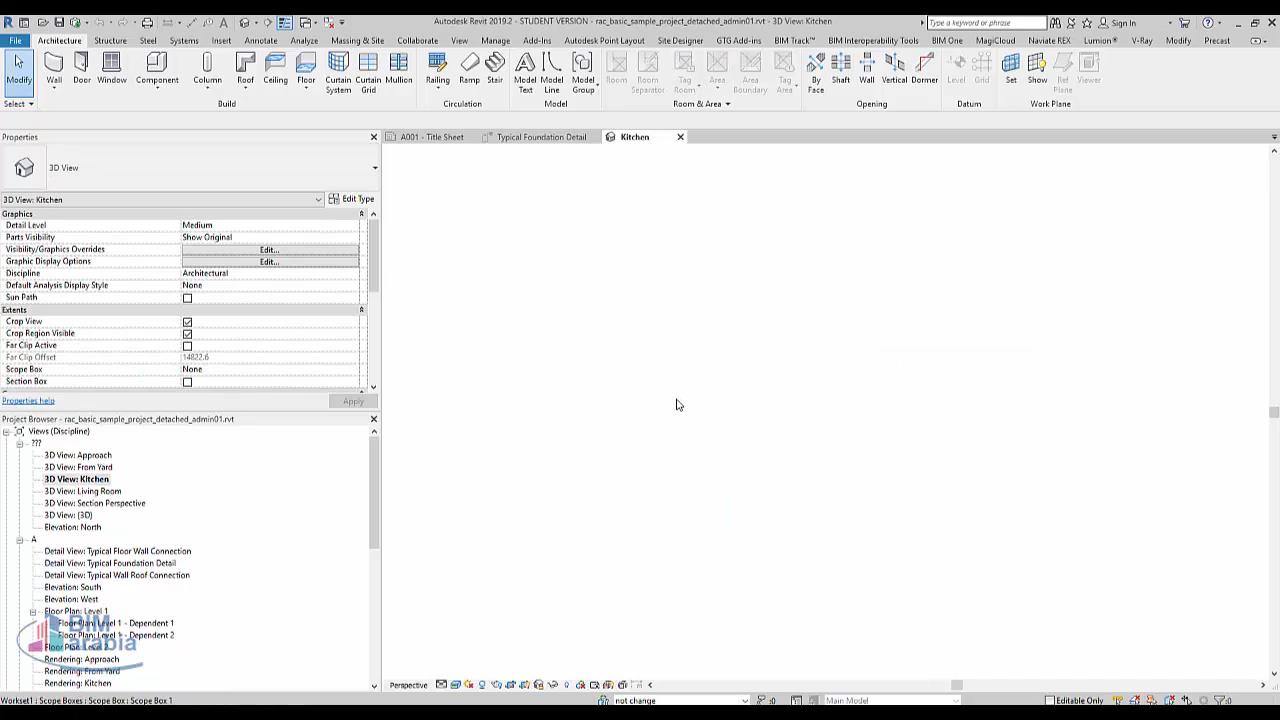 Autodesk Revit 2019.2 - STUDENT VERSION - rac_basic_sample_project_detached_admin01.rvt - 3D View: Kitchen
Type a keyword or phrase
Sign In
File Architecture Structure Steel Systems Insert Annotate Analyze Massing & Site Collaborate View Manage Add-Ins Autodesk Point Layout Site Designer CTG Add-ins BIM Track™ BIM Interoperability Tools BIM One MagiCloud Naviate REX Lumion® V-Ray Modify Precast
Modify Wall Door Window Component Column Roof Ceiling Floor Curtain System Curtain Grid Mullion Railing Ramp Stair Model Text Model Line Model Group Room Room Separator Tag Room Area Area Boundary Tag Area By Face Shaft Wall Vertical Dormer Level Grid Set Show Ref Plane Viewer
Select Build Circulation Model Room & Area Opening Datum Work Plane
Properties
A001 - Title Sheet Typical Foundation Detail Kitchen
3D View
3D View: Kitchen Edit Type
Graphics
Detail Level Medium
Parts Visibility Show Original
Visibility/Graphics Overrides Edit...
Graphic Display Options Edit...
Discipline Architectural
Default Analysis Display Style None
Sun Path
Extents
Crop View
Crop Region Visible
Far Clip Active
Far Clip Offset 14822.6
Scope Box None
Section Box
Properties help Apply
Project Browser - rac_basic_sample_project_detached_admin01.rvt
Views (Discipline)
???
3D View: Approach
3D View: From Yard
3D View: Kitchen
3D View: Living Room
3D View: Section Perspective
3D View: {3D}
Elevation: North
A
Detail View: Typical Floor Wall Connection
Detail View: Typical Foundation Detail
Detail View: Typical Wall Roof Connection
Elevation: South
Elevation: West
Floor Plan: Level 1
Floor Plan: Level 1 - Dependent 1
Floor Plan: Level 1 - Dependent 2
Rendering: Approach
Rendering: From Yard
Rendering: Kitchen
BIM
arabia
Perspective
Workset1 : Scope Boxes : Scope Box : Scope Box 1
not change
:0
Main Model
Editable Only
:0